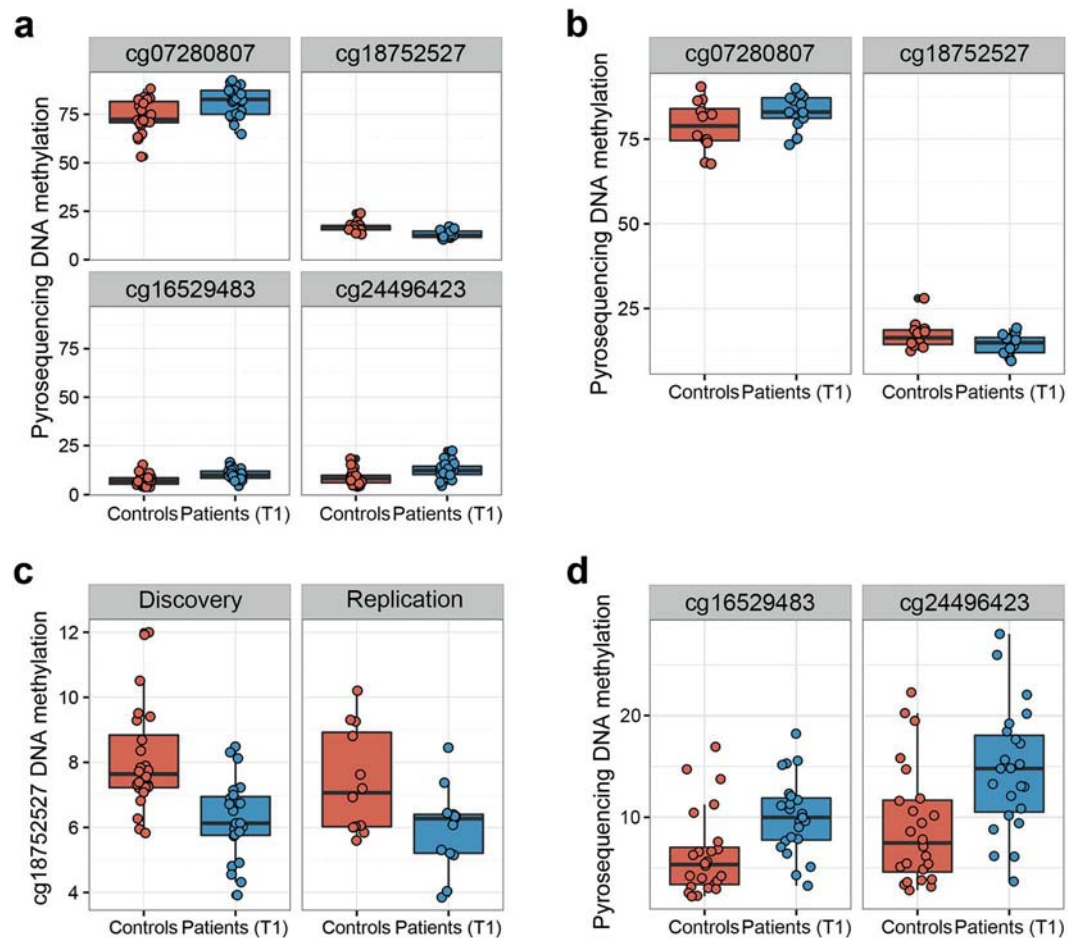 a
cg07280807 cg18752527
Pyrosequencing DNA methylation
75
50
25
0
cg16529483 cg24496423
75
50
25
0
Controls Patients (T1) Controls Patients (T1)
b
cg07280807 cg18752527
Pyrosequencing DNA methylation
75
50
25
Controls Patients (T1) Controls Patients (T1)
c
Discovery Replication
cg18752527 DNA methylation
12
10
8
6
4
Controls Patients (T1) Controls Patients (T1)
d
cg16529483 cg24496423
Pyrosequencing DNA methylation
20
10
Controls Patients (T1) Controls Patients (T1)